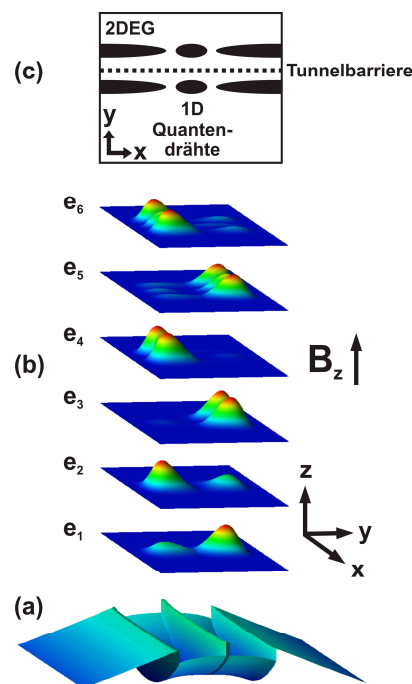 2DEG
(c)
Tunnelbarriere
1D
Quanten-
drähte
y
x
e6
e5
e4
(b)
Bz
e3
e2
z
y
x
e1
(a)